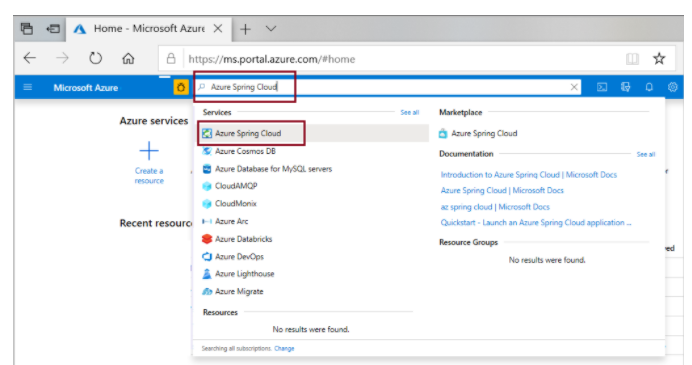 Home - Microsoft Azure
https://ms.portal.azure.com/#home
Microsoft Azure
Azure Spring Cloud
Azure services
Create a
resource
Recent resourc
Services
See all
Azure Spring Cloud
Azure Cosmos DB
Azure Database for MySQL servers
CloudAMQP
CloudMonix
Azure Arc
Azure Databricks
Azure DevOps
Azure Lighthouse
Azure Migrate
Resources
No results were found.
Searching all subscriptions. Change
Marketplace
Azure Spring Cloud
Documentation
See all
Introduction to Azure Spring Cloud | Microsoft Docs
Azure Spring Cloud | Microsoft Docs
az spring cloud | Microsoft Docs
Quickstart - Launch an Azure Spring Cloud application ...
Resource Groups
No results were found.
ed